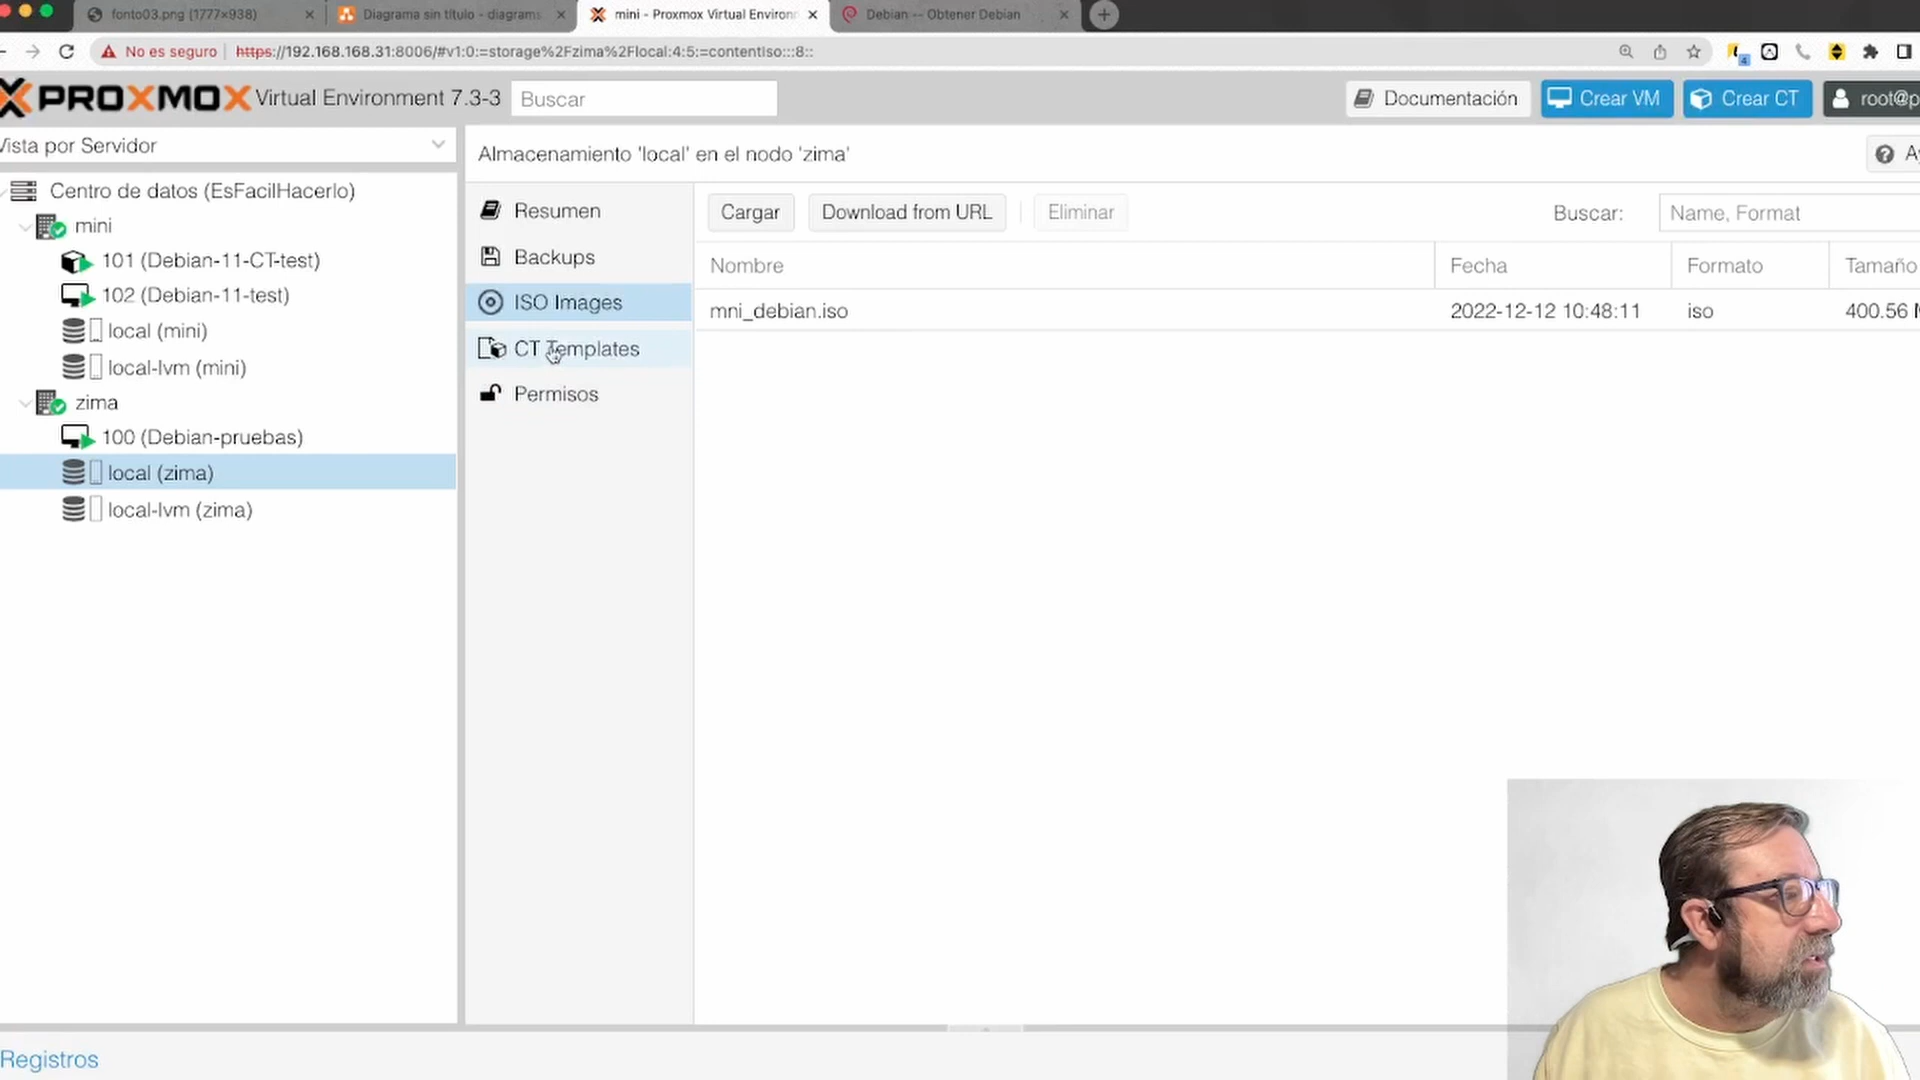 fonto03.png (1777×938)
Diagrama sin título - diagrams
mini - Proxmox Virtual Environ
Debian -- Obtener Debian
No es seguro
https://192.168.168.31:8006/#v1:0:=storage%2Fzima%2Flocal:4:5:=contentIso:::8::
4
PROXMOX Virtual Environment 7.3-3
Buscar
Documentación
Crear VM
Crear CT
root@p
Vista por Servidor
Almacenamiento 'local' en el nodo 'zima'
Centro de datos (EsFacilHacerlo)
mini
101 (Debian-11-CT-test)
102 (Debian-11-test)
local (mini)
local-lvm (mini)
zima
100 (Debian-pruebas)
local (zima)
local-lvm (zima)
Resumen
Backups
ISO Images
CT Templates
Permisos
Cargar
Download from URL
Eliminar
Buscar:
Name, Format
Nombre
Fecha
Formato
Tamaño
mni_debian.iso
2022-12-12 10:48:11
iso
400.56
Registros